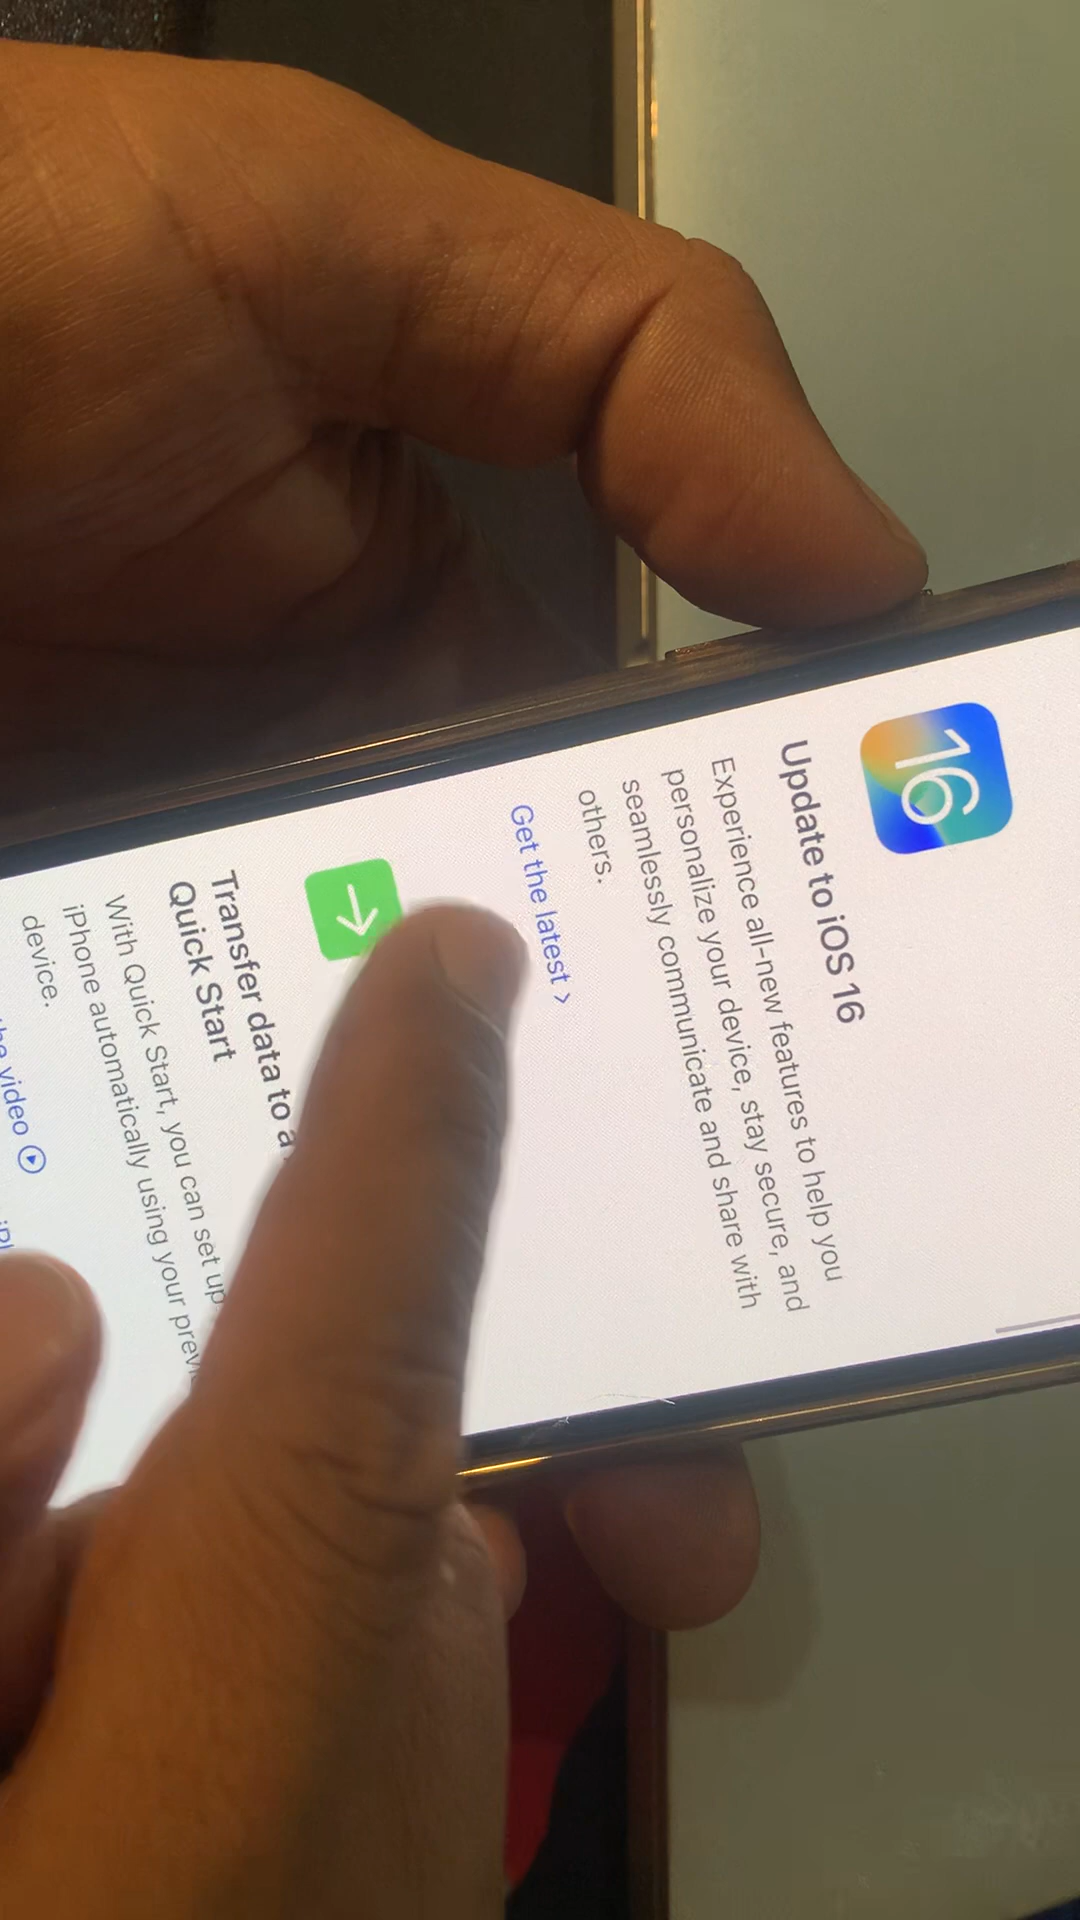 16
Update to iOS 16
Experience all-new features to help you
personalize your device, stay secure, and
seamlessly communicate and share with
others.
Get the latest >
Transfer data to a
Quick Start
With Quick Start, you can set up
iPhone automatically using your
device.
video